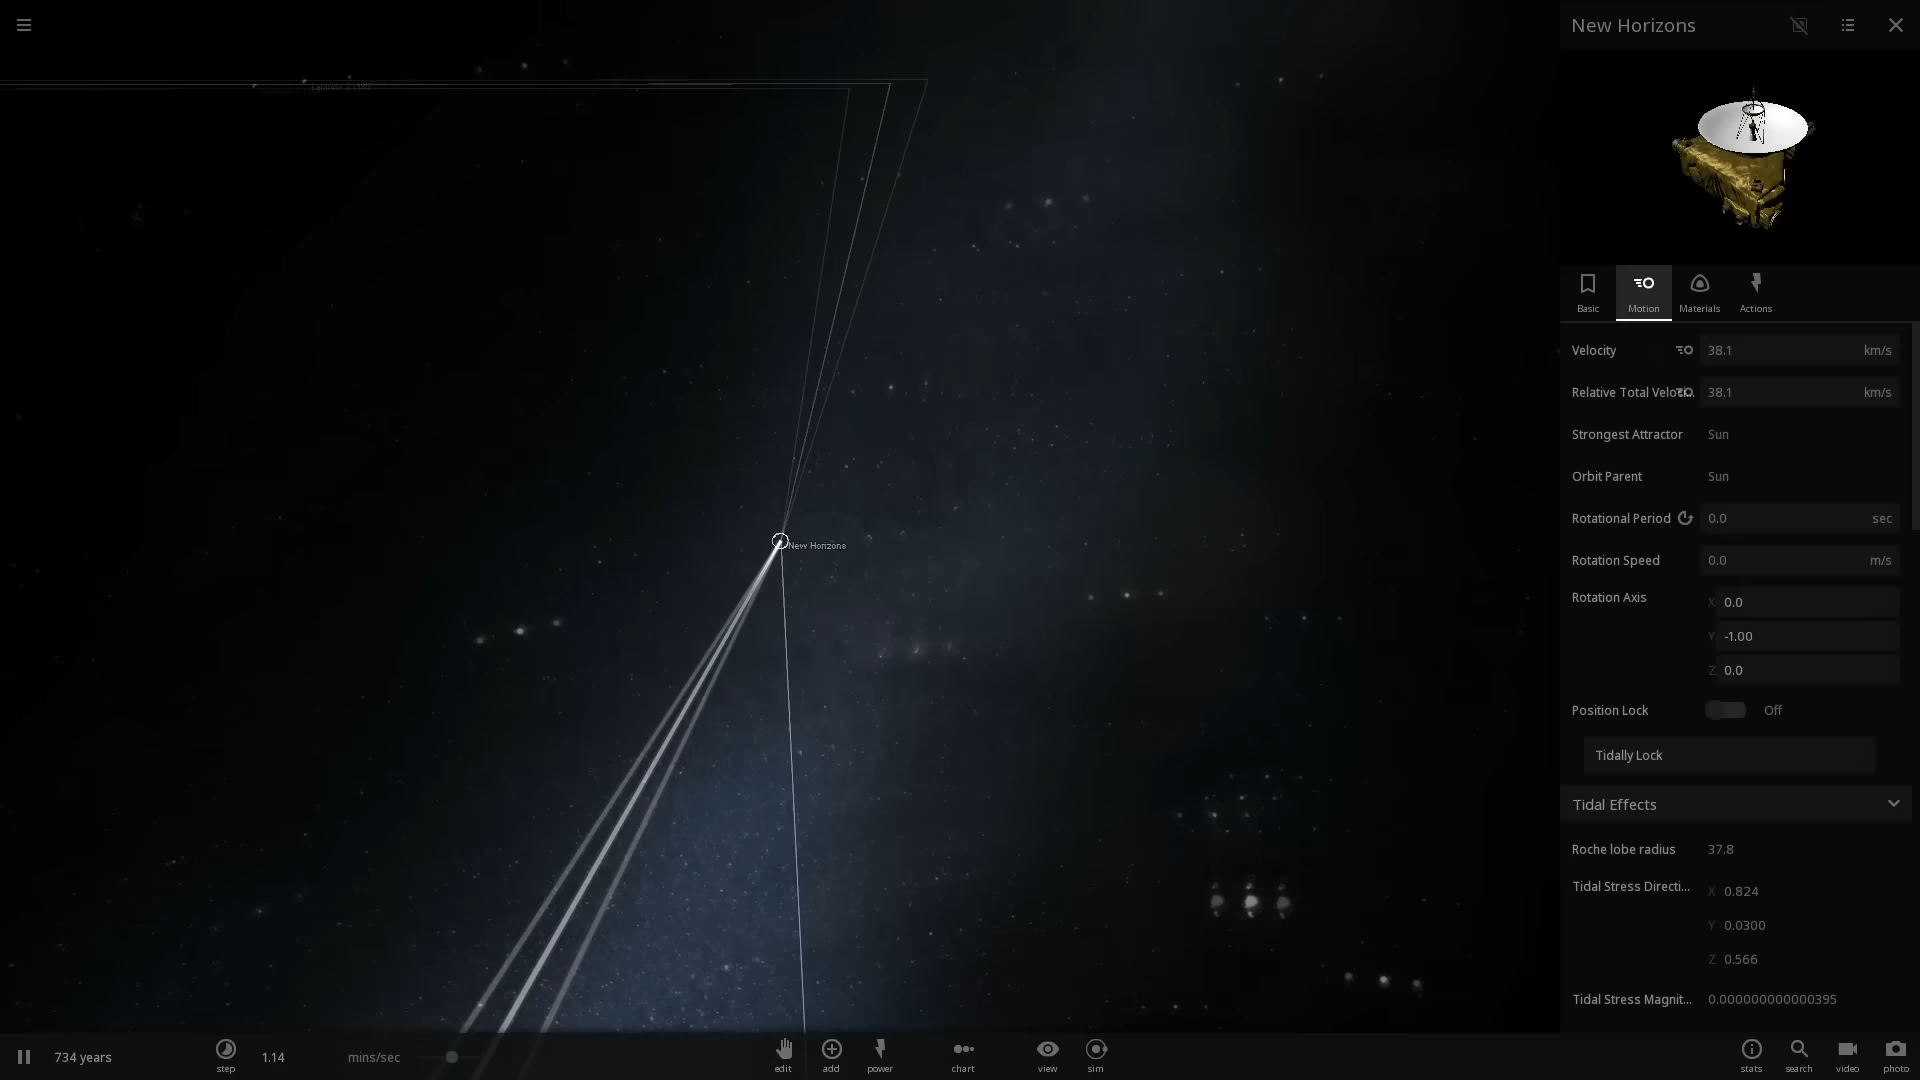 New Horizons
Basic
Motion
Materials
Actions
Velocity 38.1 km/s
Relative Total Veloci... 38.1 km/s
Strongest Attractor Sun
Orbit Parent Sun
Rotational Period 0.0 sec
Rotation Speed 0.0 m/s
Rotation Axis X 0.0
Y -1.00
Z 0.0
Position Lock Off
Tidally Lock
Tidal Effects
Roche lobe radius 37.8
Tidal Stress Directi... X 0.824
Y 0.0300
Z 0.566
Tidal Stress Magnit... 0.000000000000395
New Horizons
734 years
step
1.14 mins/sec
edit
add
power
chart
view
sim
stats
search
video
photo